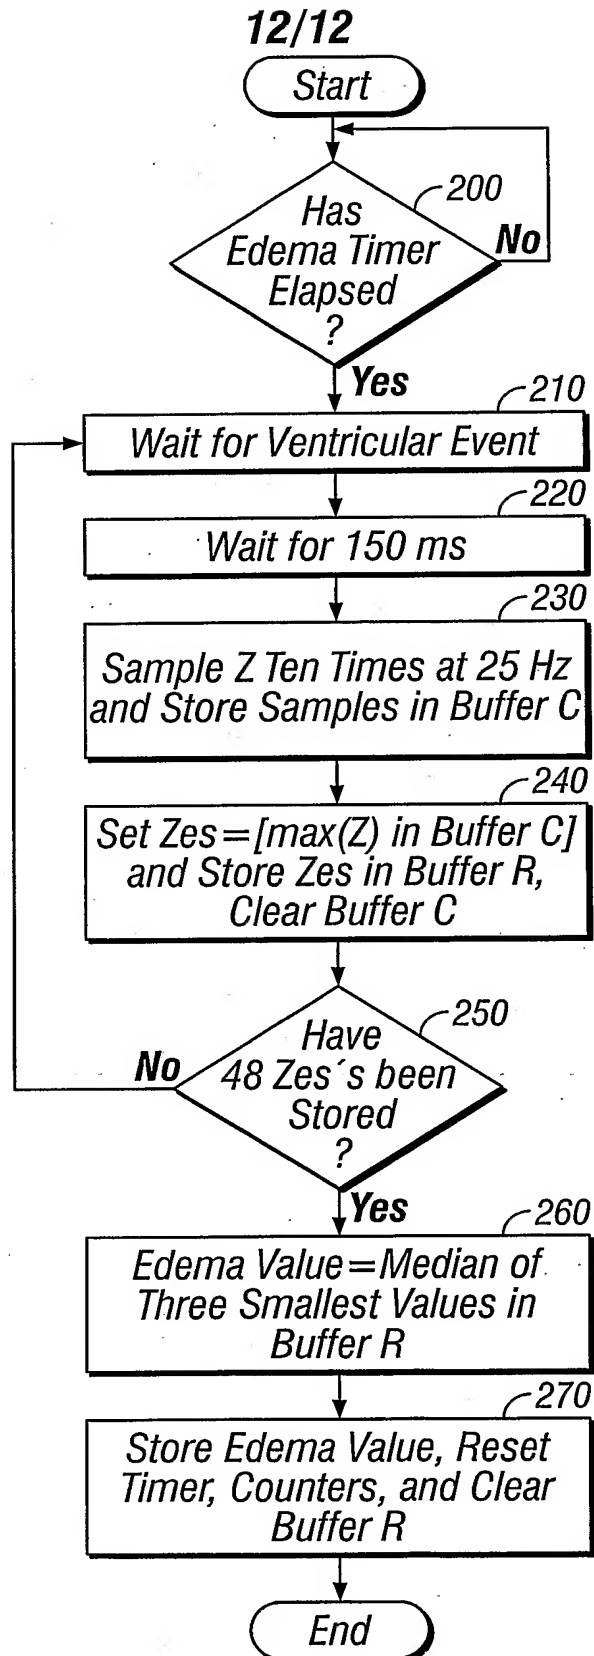 12/12
Start
200
Has
Edema Timer
Elapsed
?
No
Yes
210
Wait for Ventricular Event
220
Wait for 150 ms
230
Sample Z Ten Times at 25 Hz
and Store Samples in Buffer C
240
Set Zes=[max(Z) in Buffer C]
and Store Zes in Buffer R,
Clear Buffer C
250
Have
48 Zes´s been
Stored
?
No
Yes
260
Edema Value=Median of
Three Smallest Values in
Buffer R
270
Store Edema Value, Reset
Timer, Counters, and Clear
Buffer R
End